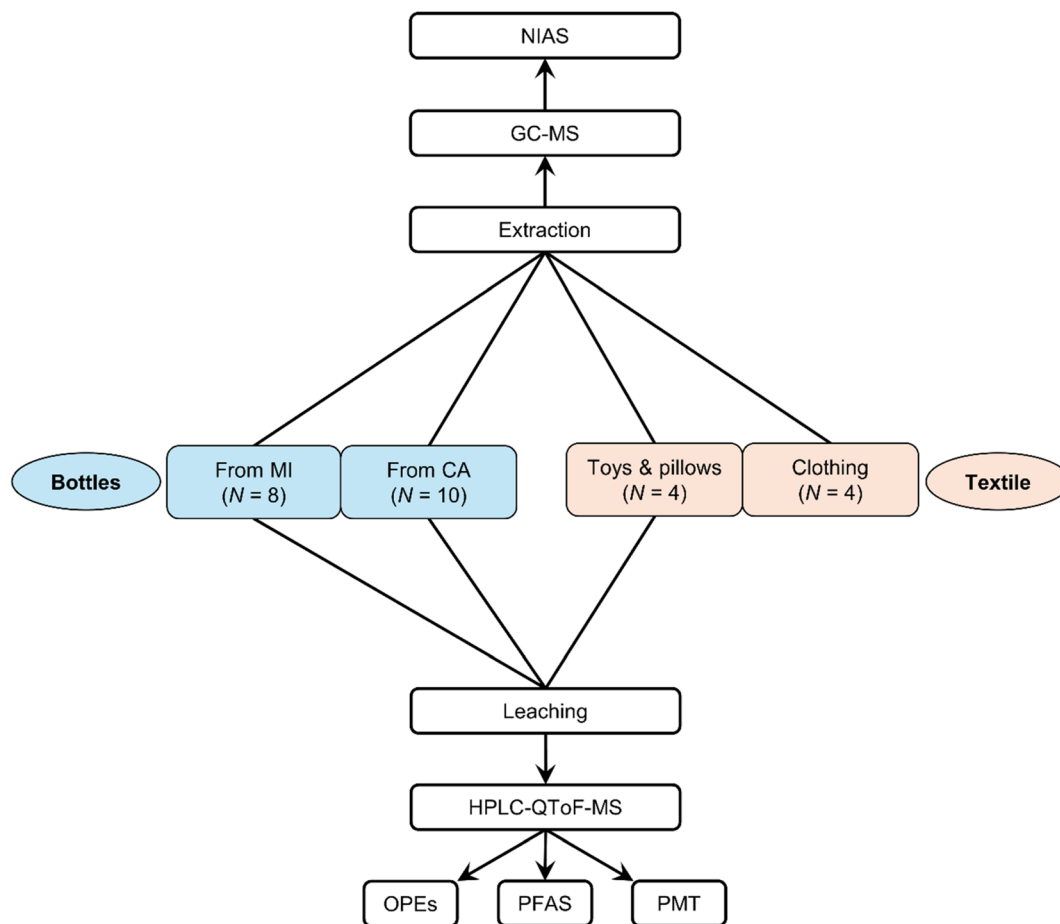 NIAS
GC-MS
Extraction
Bottles
From MI
(N = 8)
From CA
(N = 10)
Toys & pillows
(N = 4)
Clothing
(N = 4)
Textile
Leaching
HPLC-QToF-MS
OPEs
PFAS
PMT